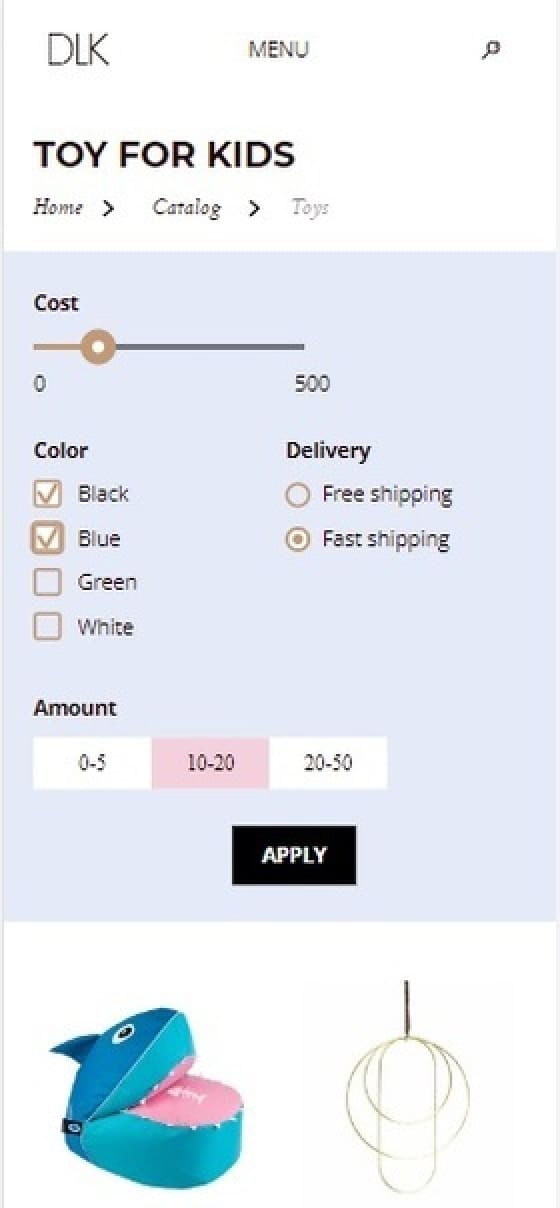 DLK MENU
TOY FOR KIDS
Home > Catalog > Toys
Cost
0 500
Color
Black
Blue
Green
White
Delivery
Free shipping
Fast shipping
Amount
0-5 10-20 20-50
APPLY